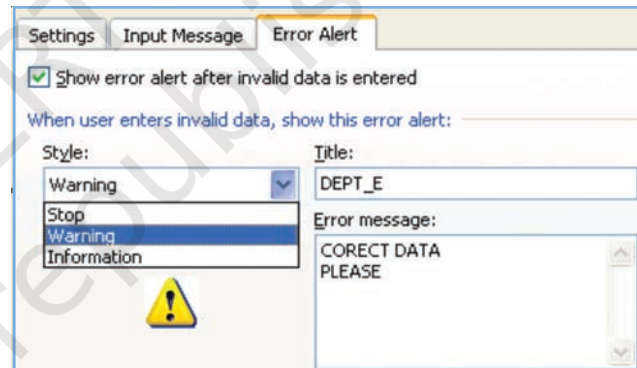 Settings Input Message Error Alert
Show error alert after invalid data is entered
When user enters invalid data, show this error alert:
Style: Title:
Warning DEPT_E
Stop
Warning
Information
Error message:
CORECT DATA
PLEASE